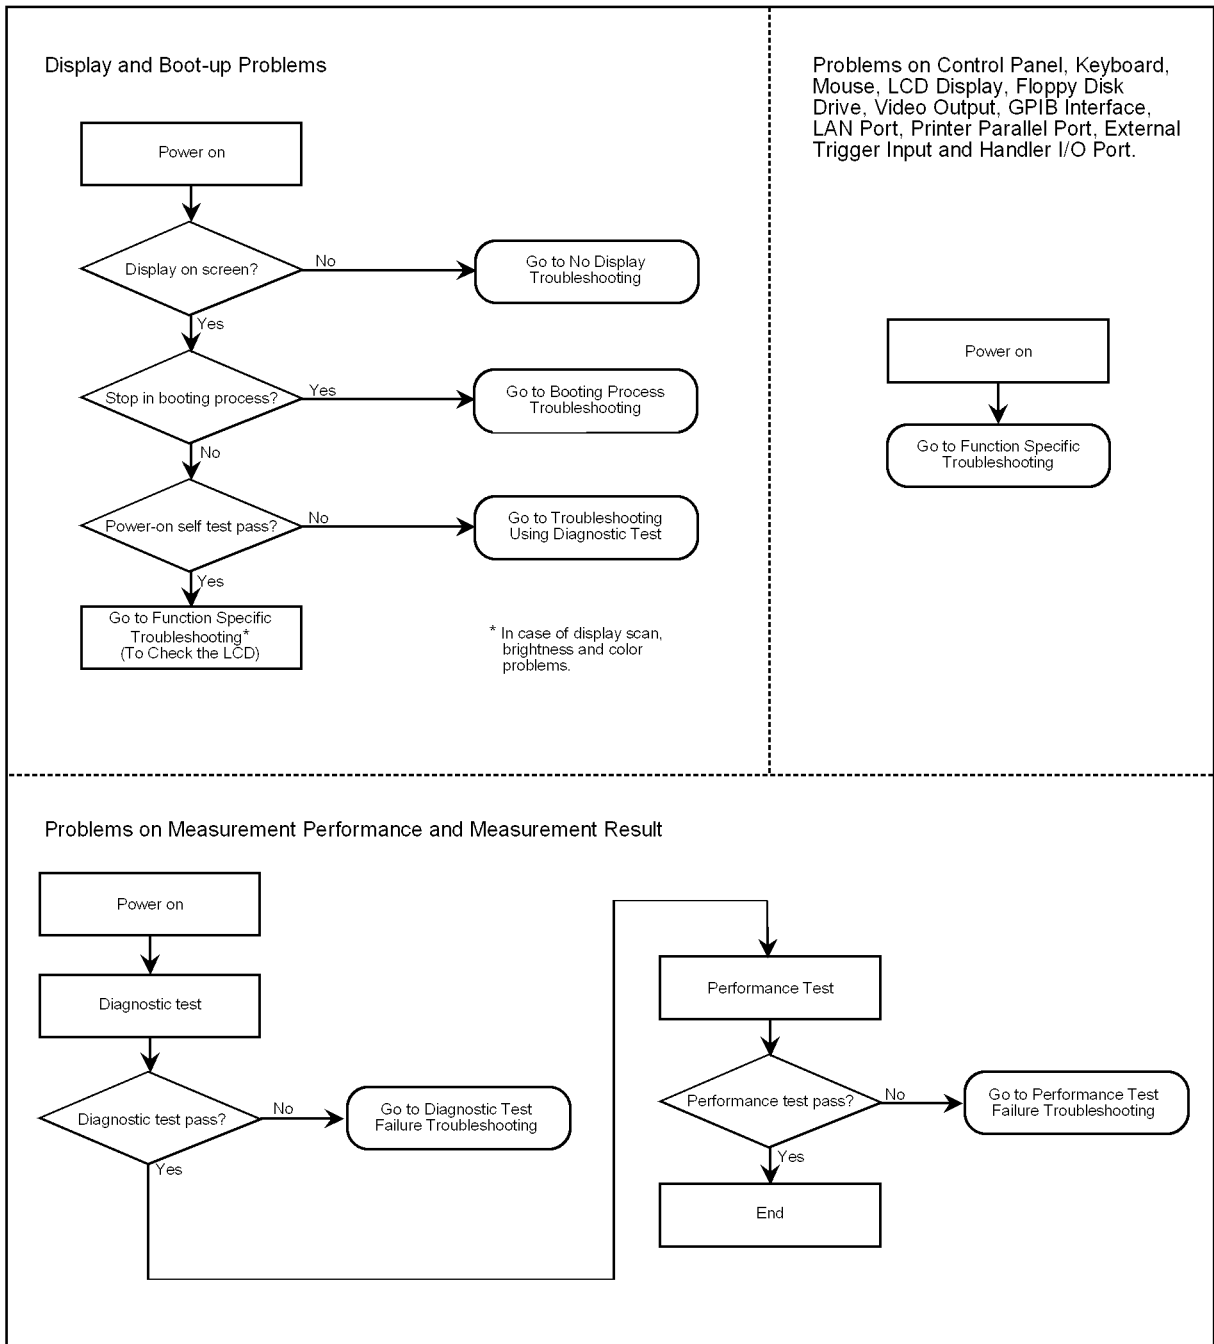 Display and Boot-up Problems
Power on
Display on screen?
No
Go to No Display
Troubleshooting
Yes
Stop in booting process?
Yes
Go to Booting Process
Troubleshooting
No
Power-on self test pass?
No
Go to Troubleshooting
Using Diagnostic Test
Yes
Go to Function Specific
Troubleshooting*
(To Check the LCD)
* In case of display scan,
brightness and color
problems.
Problems on Control Panel, Keyboard,
Mouse, LCD Display, Floppy Disk
Drive, Video Output, GPIB Interface,
LAN Port, Printer Parallel Port, External
Trigger Input and Handler I/O Port.
Power on
Go to Function Specific
Troubleshooting
Problems on Measurement Performance and Measurement Result
Power on
Diagnostic test
Diagnostic test pass?
No
Go to Diagnostic Test
Failure Troubleshooting
Yes
Performance Test
Performance test pass?
No
Go to Performance Test
Failure Troubleshooting
Yes
End